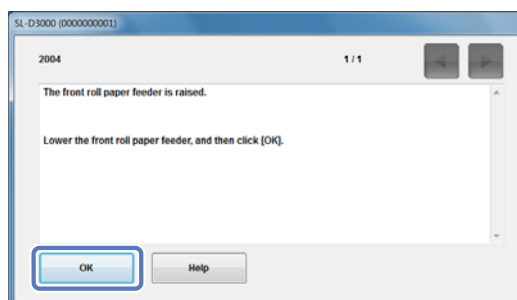 SL-D3000 (0000000001)
2004 1 / 1
The front roll paper feeder is raised.
Lower the front roll paper feeder, and then click [OK].
OK Help